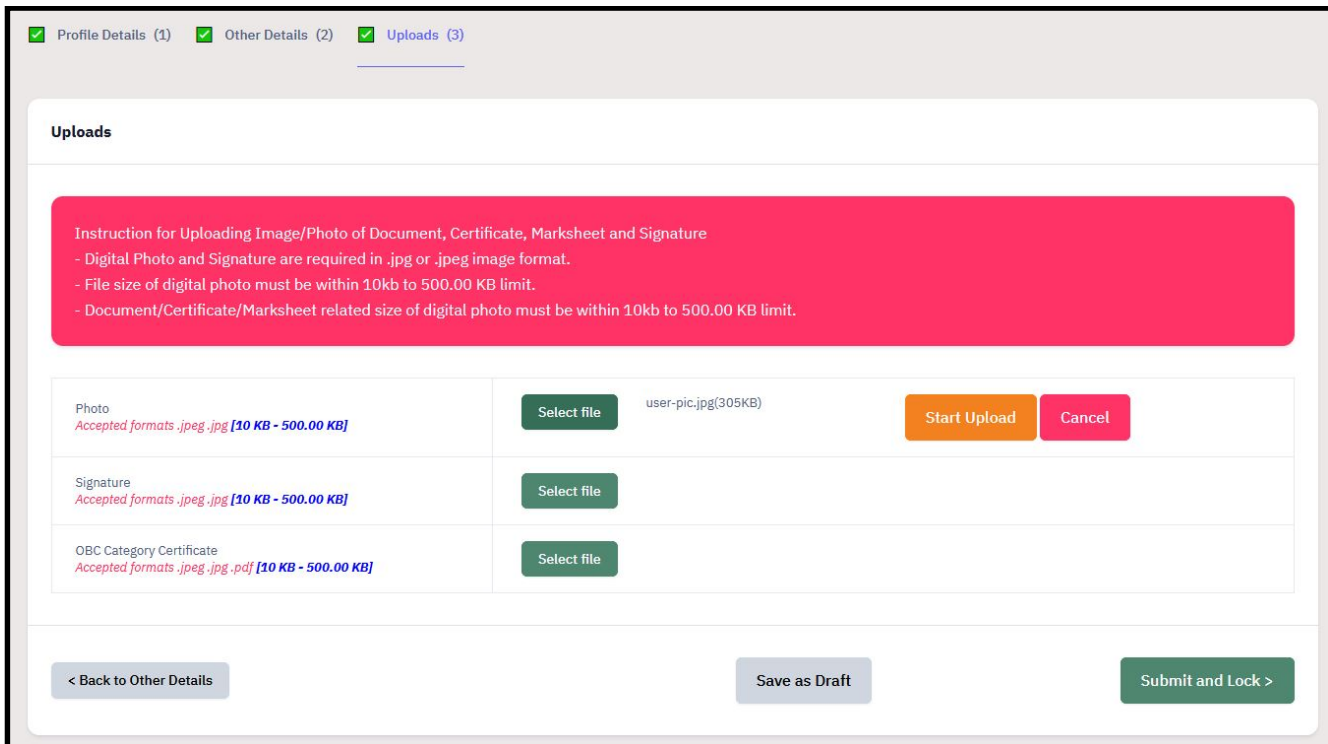 Profile Details (1) Other Details (2) Uploads (3)
Uploads
Instruction for Uploading Image/Photo of Document, Certificate, Marksheet and Signature
- Digital Photo and Signature are required in .jpg or .jpeg image format.
- File size of digital photo must be within 10kb to 500.00 KB limit.
- Document/Certificate/Marksheet related size of digital photo must be within 10kb to 500.00 KB limit.
Photo
Accepted formats .jpeg .jpg [10 KB - 500.00 KB]
Select file
user-pic.jpg(305KB)
Start Upload
Cancel
Signature
Accepted formats .jpeg .jpg [10 KB - 500.00 KB]
Select file
OBC Category Certificate
Accepted formats .jpeg .jpg .pdf [10 KB - 500.00 KB]
Select file
< Back to Other Details
Save as Draft
Submit and Lock >